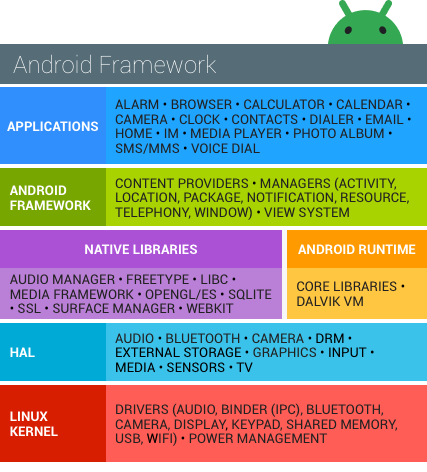 Android Framework
APPLICATIONS
ALARM • BROWSER • CALCULATOR • CALENDAR •
CAMERA • CLOCK • CONTACTS • DIALER • EMAIL •
HOME • IM • MEDIA PLAYER • PHOTO ALBUM •
SMS/MMS • VOICE DIAL
ANDROID
FRAMEWORK
CONTENT PROVIDERS • MANAGERS (ACTIVITY,
LOCATION, PACKAGE, NOTIFICATION, RESOURCE,
TELEPHONY, WINDOW) • VIEW SYSTEM
NATIVE LIBRARIES
AUDIO MANAGER • FREETYPE • LIBC •
MEDIA FRAMEWORK • OPENGL/ES • SQLITE
• SSL • SURFACE MANAGER • WEBKIT
ANDROID RUNTIME
CORE LIBRARIES •
DALVIK VM
HAL
AUDIO • BLUETOOTH • CAMERA • DRM •
EXTERNAL STORAGE • GRAPHICS • INPUT •
MEDIA • SENSORS • TV
LINUX
KERNEL
DRIVERS (AUDIO, BINDER (IPC), BLUETOOTH,
CAMERA, DISPLAY, KEYPAD, SHARED MEMORY,
USB, WIFI) • POWER MANAGEMENT